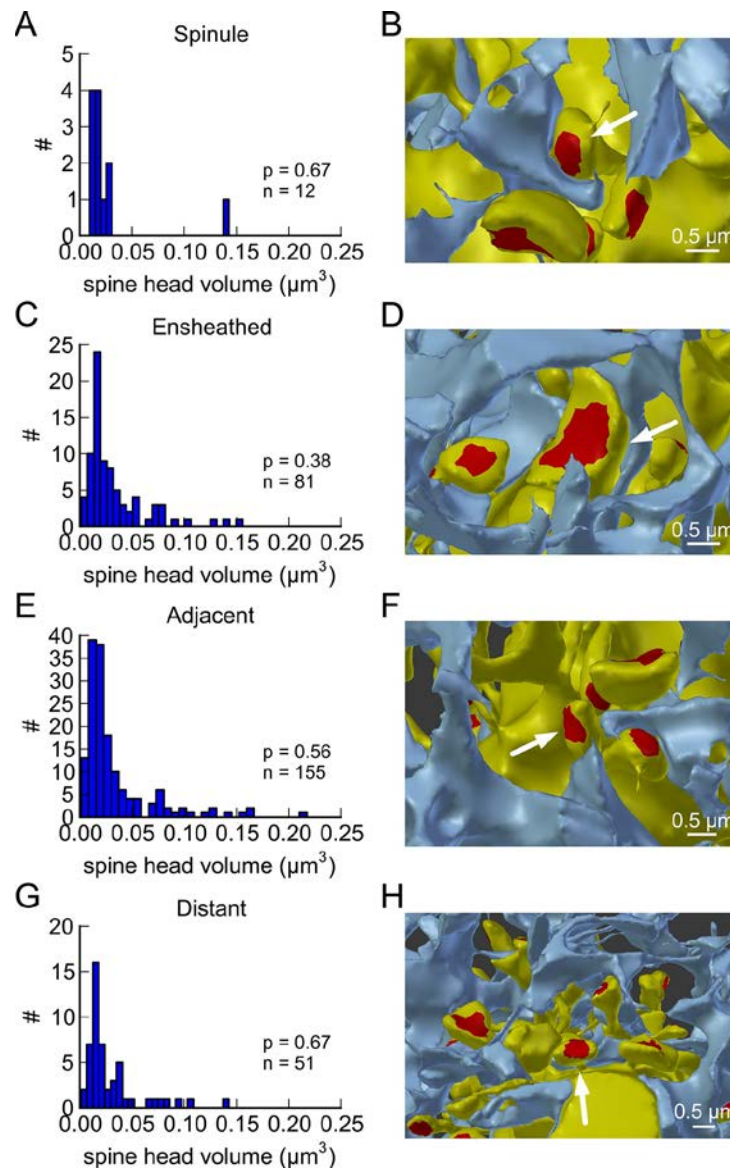 A
Spinule
#
5
4
3
2
1
0
0.00 0.05 0.10 0.15 0.20 0.25
spine head volume (µm³)
p = 0.67
n = 12
B
0.5 µm
C
Ensheathed
#
25
20
15
10
5
0
0.00 0.05 0.10 0.15 0.20 0.25
spine head volume (µm³)
p = 0.38
n = 81
D
0.5 µm
E
Adjacent
#
40
35
30
25
20
15
10
5
0
0.00 0.05 0.10 0.15 0.20 0.25
spine head volume (µm³)
p = 0.56
n = 155
F
0.5 µm
G
Distant
#
20
15
10
5
0
0.00 0.05 0.10 0.15 0.20 0.25
spine head volume (µm³)
p = 0.67
n = 51
H
0.5 µm